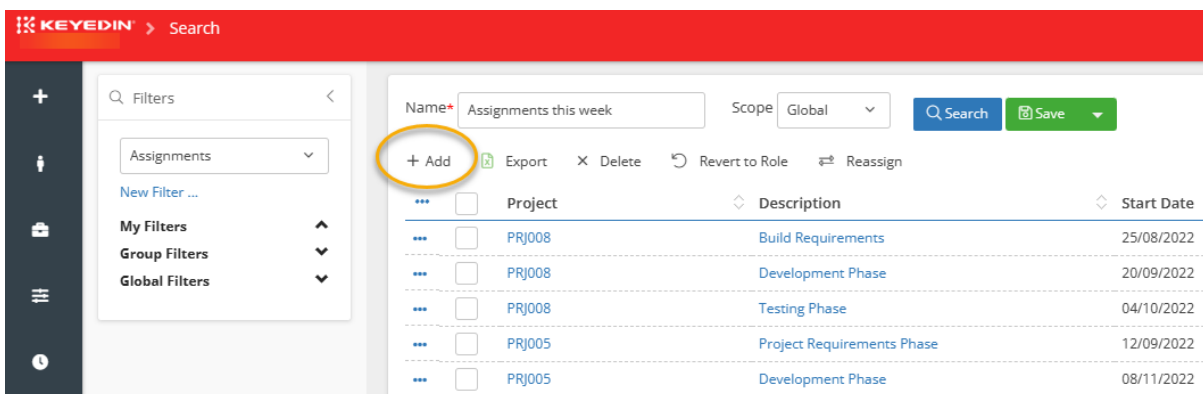 KEYEDIN > Search
Filters
Assignments
New Filter ...
My Filters
Group Filters
Global Filters
Name* Assignments this week Scope Global Search Save
+ Add Export × Delete Revert to Role Reassign
••• Project Description Start Date
••• PRJ008 Build Requirements 25/08/2022
••• PRJ008 Development Phase 20/09/2022
••• PRJ008 Testing Phase 04/10/2022
••• PRJ005 Project Requirements Phase 12/09/2022
••• PRJ005 Development Phase 08/11/2022